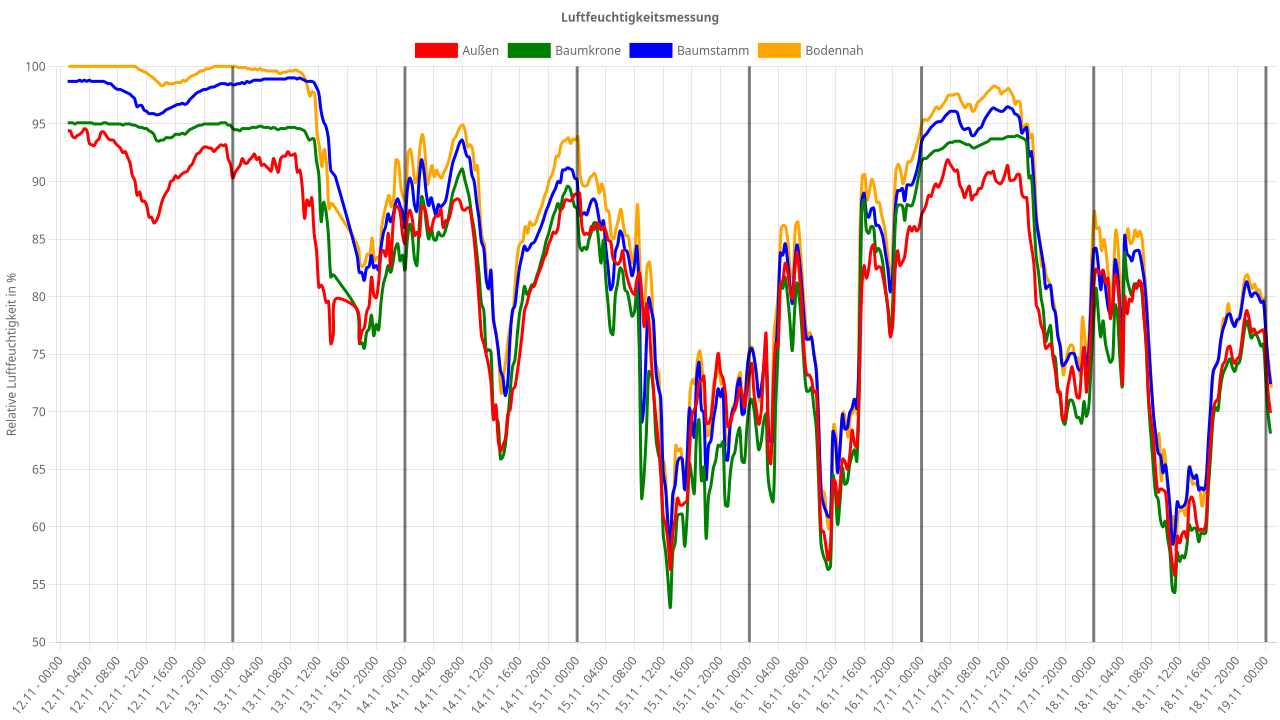 Luftfeuchtigkeitsmessung
Außen Baumkrone Baumstamm Bodennah
Relative Luftfeuchtigkeit in %
100
95
90
85
80
75
70
65
60
55
50
12.11 - 00:00
12.11 - 04:00
12.11 - 08:00
12.11 - 12:00
12.11 - 16:00
12.11 - 20:00
13.11 - 00:00
13.11 - 04:00
13.11 - 08:00
13.11 - 12:00
13.11 - 16:00
13.11 - 20:00
14.11 - 00:00
14.11 - 04:00
14.11 - 08:00
14.11 - 12:00
14.11 - 16:00
14.11 - 20:00
15.11 - 00:00
15.11 - 04:00
15.11 - 08:00
15.11 - 12:00
15.11 - 16:00
15.11 - 20:00
16.11 - 00:00
16.11 - 04:00
16.11 - 08:00
16.11 - 12:00
16.11 - 16:00
16.11 - 20:00
17.11 - 00:00
17.11 - 04:00
17.11 - 08:00
17.11 - 12:00
17.11 - 16:00
17.11 - 20:00
18.11 - 00:00
18.11 - 04:00
18.11 - 08:00
18.11 - 12:00
18.11 - 16:00
18.11 - 20:00
19.11 - 00:00